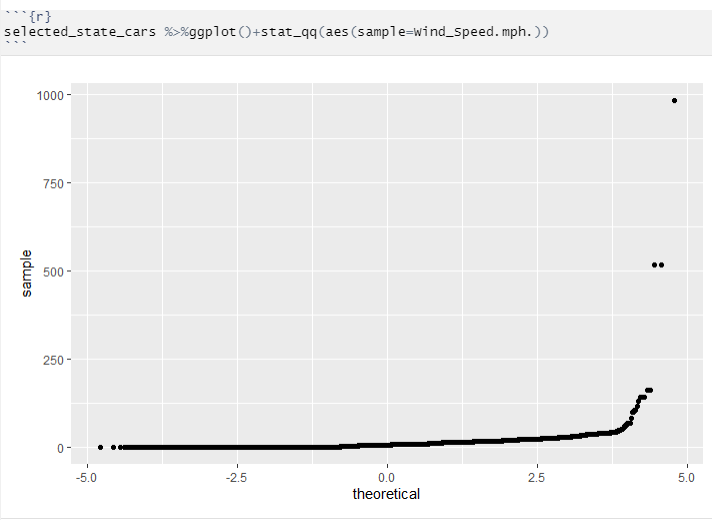 ```{r}
selected_state_cars %>%ggplot()+stat_qq(aes(sample=Wind_Speed.mph.))
```
1000
750
500
250
0
sample
-5.0 -2.5 0.0 2.5 5.0
theoretical